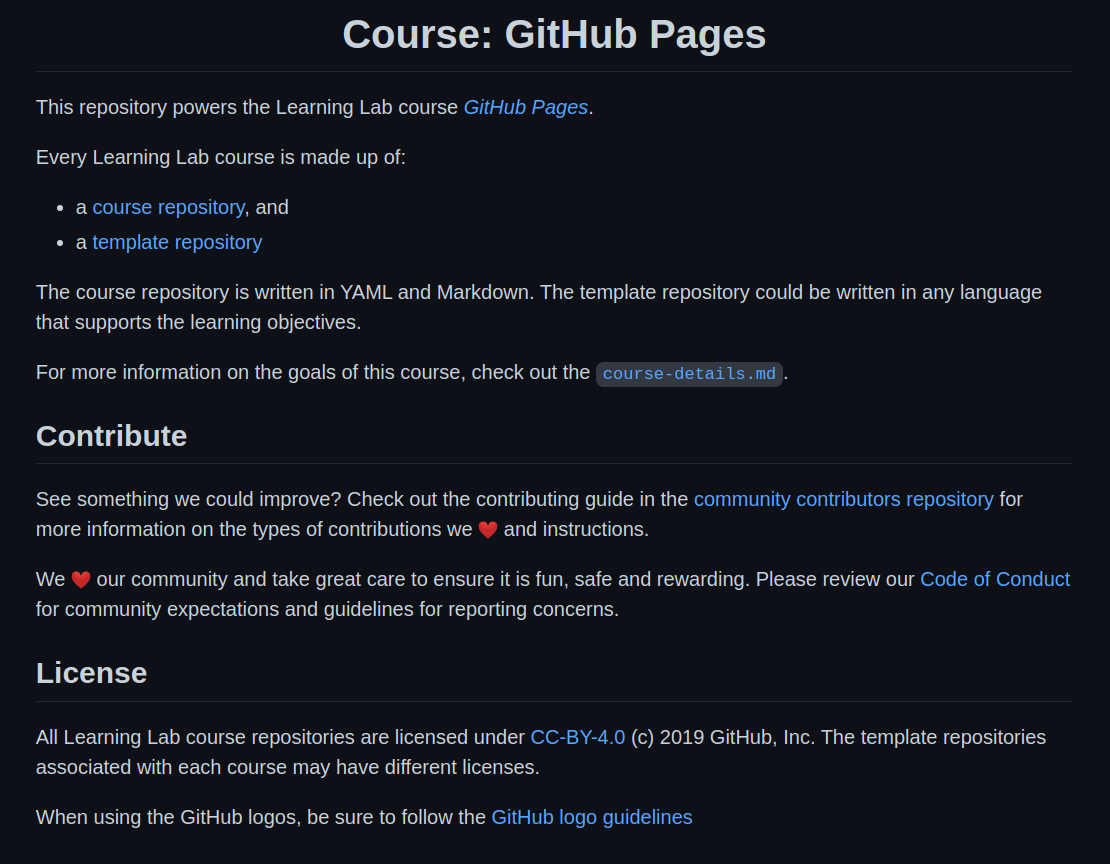 Course: GitHub Pages
This repository powers the Learning Lab course GitHub Pages.
Every Learning Lab course is made up of:
• a course repository, and
• a template repository
The course repository is written in YAML and Markdown. The template repository could be written in any language
that supports the learning objectives.
For more information on the goals of this course, check out the course-details.md.
Contribute
See something we could improve? Check out the contributing guide in the community contributors repository for
more information on the types of contributions we ❤️ and instructions.
We ❤️ our community and take great care to ensure it is fun, safe and rewarding. Please review our Code of Conduct
for community expectations and guidelines for reporting concerns.
License
All Learning Lab course repositories are licensed under CC-BY-4.0 (c) 2019 GitHub, Inc. The template repositories
associated with each course may have different licenses.
When using the GitHub logos, be sure to follow the GitHub logo guidelines